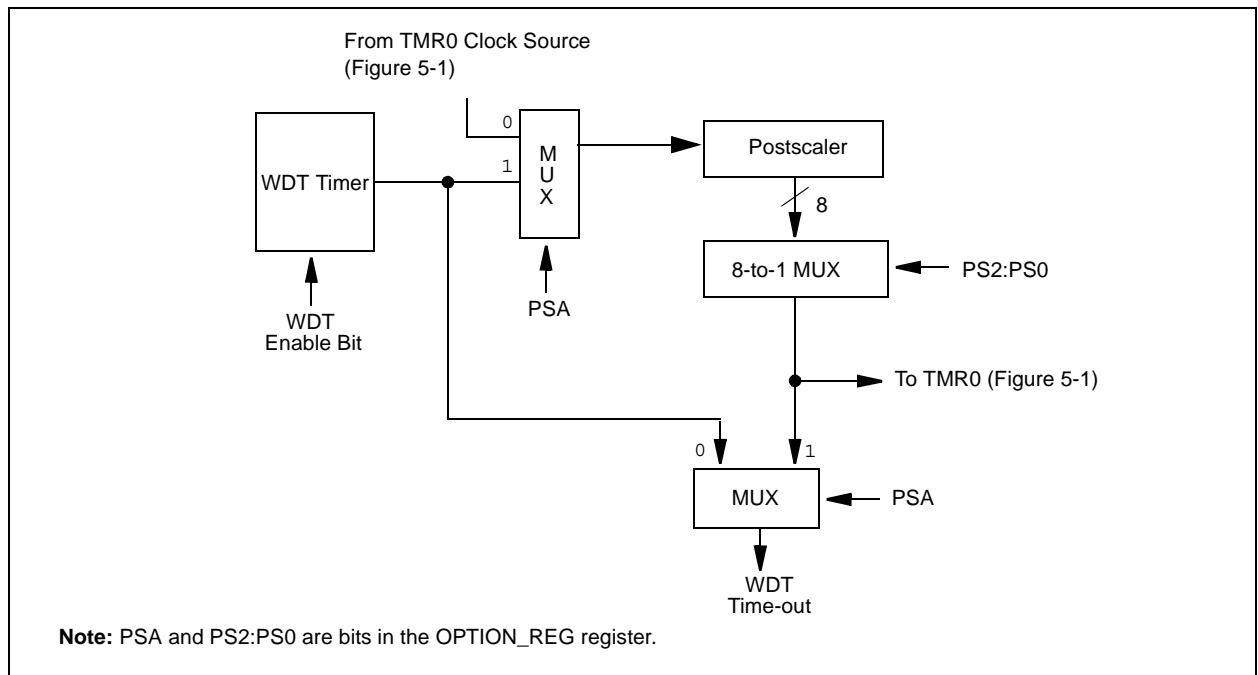 From TMR0 Clock Source
(Figure 5-1)
0
1
M
U
X
WDT Timer
Postscaler
8
8-to-1 MUX
PS2:PS0
PSA
WDT
Enable Bit
To TMR0 (Figure 5-1)
0
1
MUX
PSA
WDT
Time-out
Note: PSA and PS2:PS0 are bits in the OPTION_REG register.